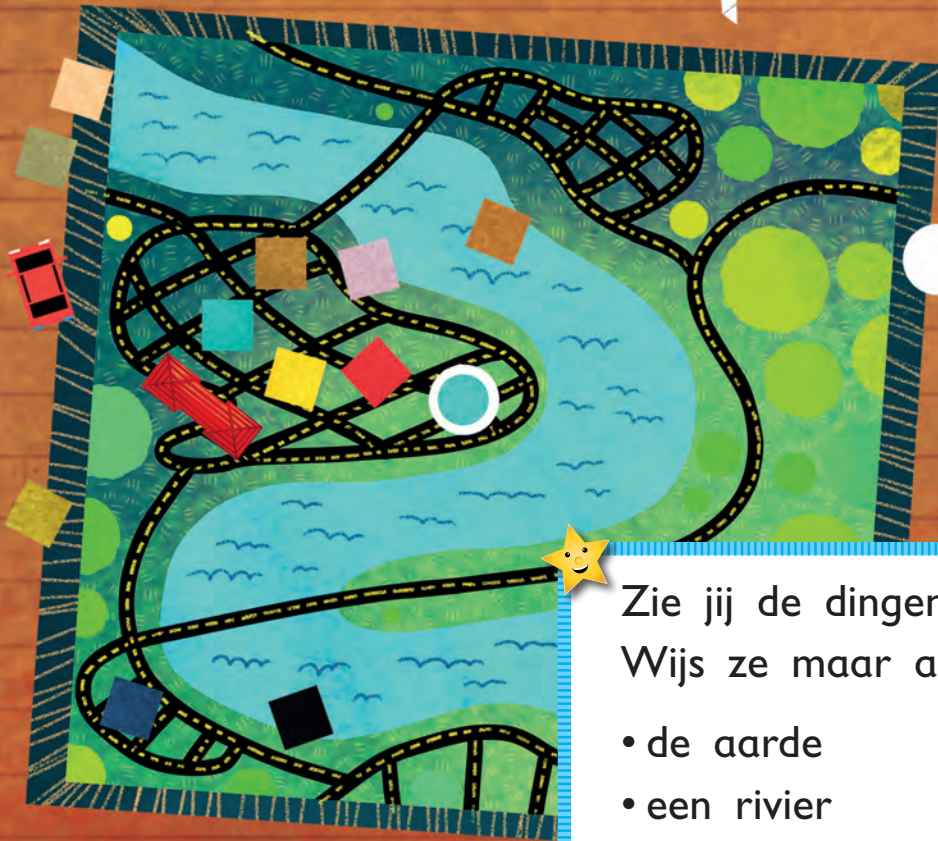 Zie jij de dingen
Wijs ze maar a
• de aarde
• een rivier